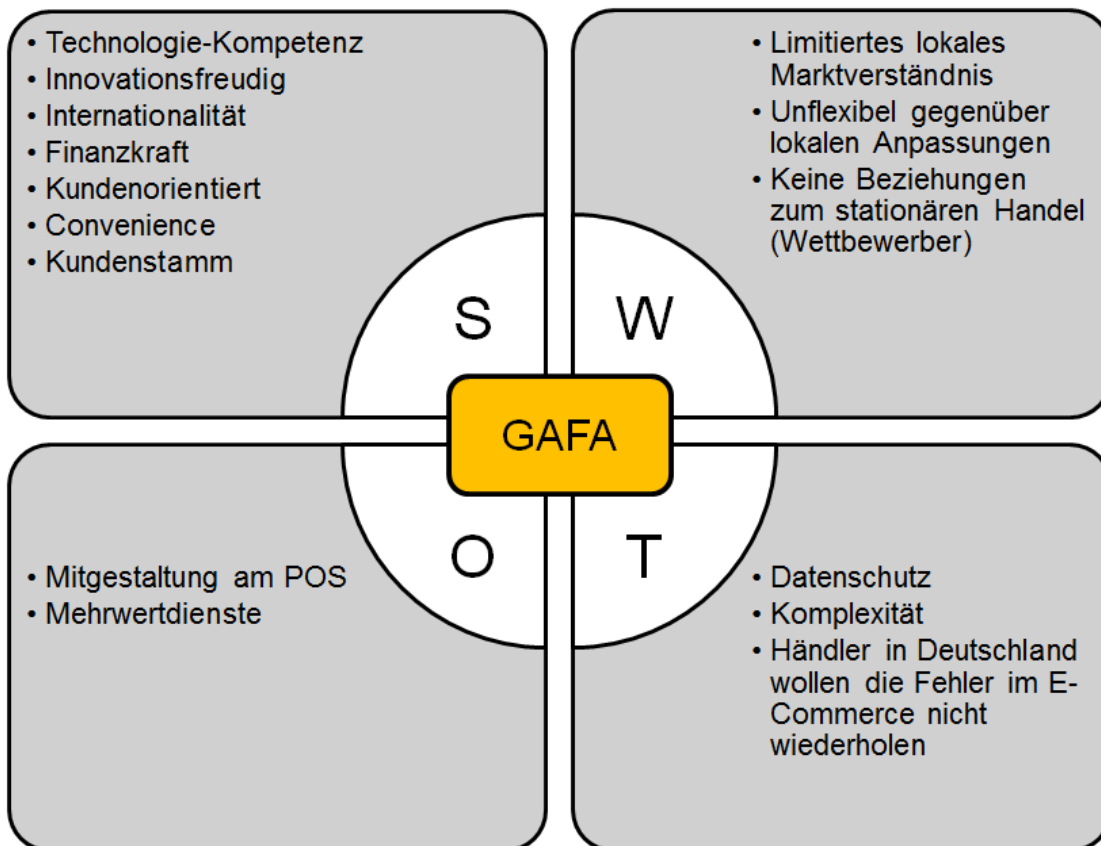 • Technologie-Kompetenz
• Innovationsfreudig
• Internationalität
• Finanzkraft
• Kundenorientiert
• Convenience
• Kundenstamm
• Limitiertes lokales
Marktverständnis
• Unflexibel gegenüber
lokalen Anpassungen
• Keine Beziehungen
zum stationären Handel
(Wettbewerber)
S
W
GAFA
O
T
• Mitgestaltung am POS
• Mehrwertdienste
• Datenschutz
• Komplexität
• Händler in Deutschland
wollen die Fehler im E-
Commerce nicht
wiederholen